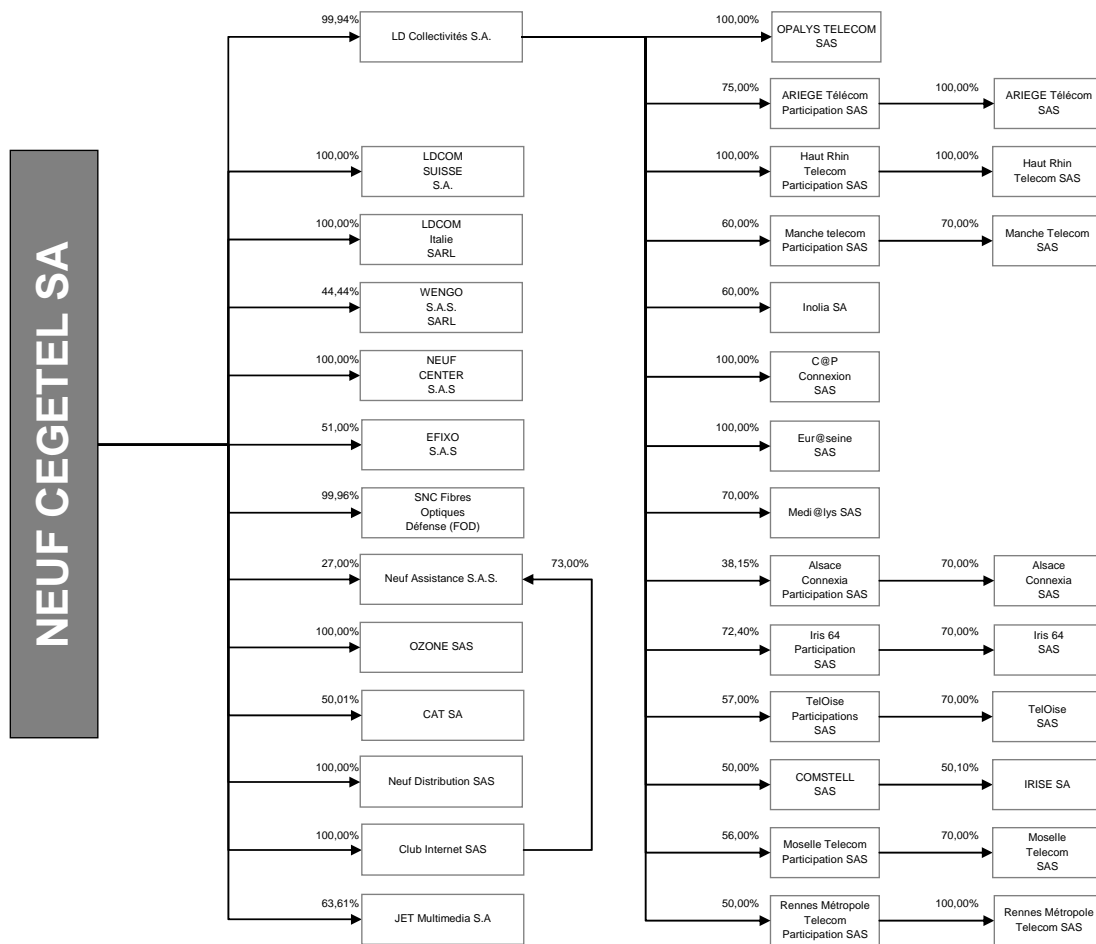 99,94%
LD Collectivités S.A.
100,00%
OPALYS TELECOM
SAS
75,00%
ARIEGE Télécom
Participation SAS
100,00%
ARIEGE Télécom
SAS
NEUF CEGETEL SA
100,00%
LDCOM
SUISSE
S.A.
100,00%
Haut Rhin
Telecom
Participation SAS
100,00%
Haut Rhin
Telecom SAS
100,00%
LDCOM
Italie
SARL
60,00%
Manche telecom
Participation SAS
70,00%
Manche Telecom
SAS
44,44%
WENGO
S.A.S.
SARL
60,00%
Inolia SA
100,00%
NEUF
CENTER
S.A.S
100,00%
C@P
Connexion
SAS
51,00%
EFIXO
S.A.S
100,00%
Eur@seine
SAS
99,96%
SNC Fibres
Optiques
Défense (FOD)
70,00%
Medi@lys SAS
27,00%
Neuf Assistance S.A.S.
73,00%
38,15%
Alsace
Connexia
Participation SAS
70,00%
Alsace
Connexia
SAS
100,00%
OZONE SAS
72,40%
Iris 64
Participation
SAS
70,00%
Iris 64
SAS
50,01%
CAT SA
57,00%
TelOise
Participations
SAS
70,00%
TelOise
SAS
100,00%
Neuf Distribution SAS
50,00%
COMSTELL
SAS
50,10%
IRISE SA
100,00%
Club Internet SAS
56,00%
Moselle Telecom
Participation SAS
70,00%
Moselle
Telecom
SAS
63,61%
JET Multimedia S.A
50,00%
Rennes Métropole
Telecom
Participation SAS
100,00%
Rennes Métropole
Telecom SAS